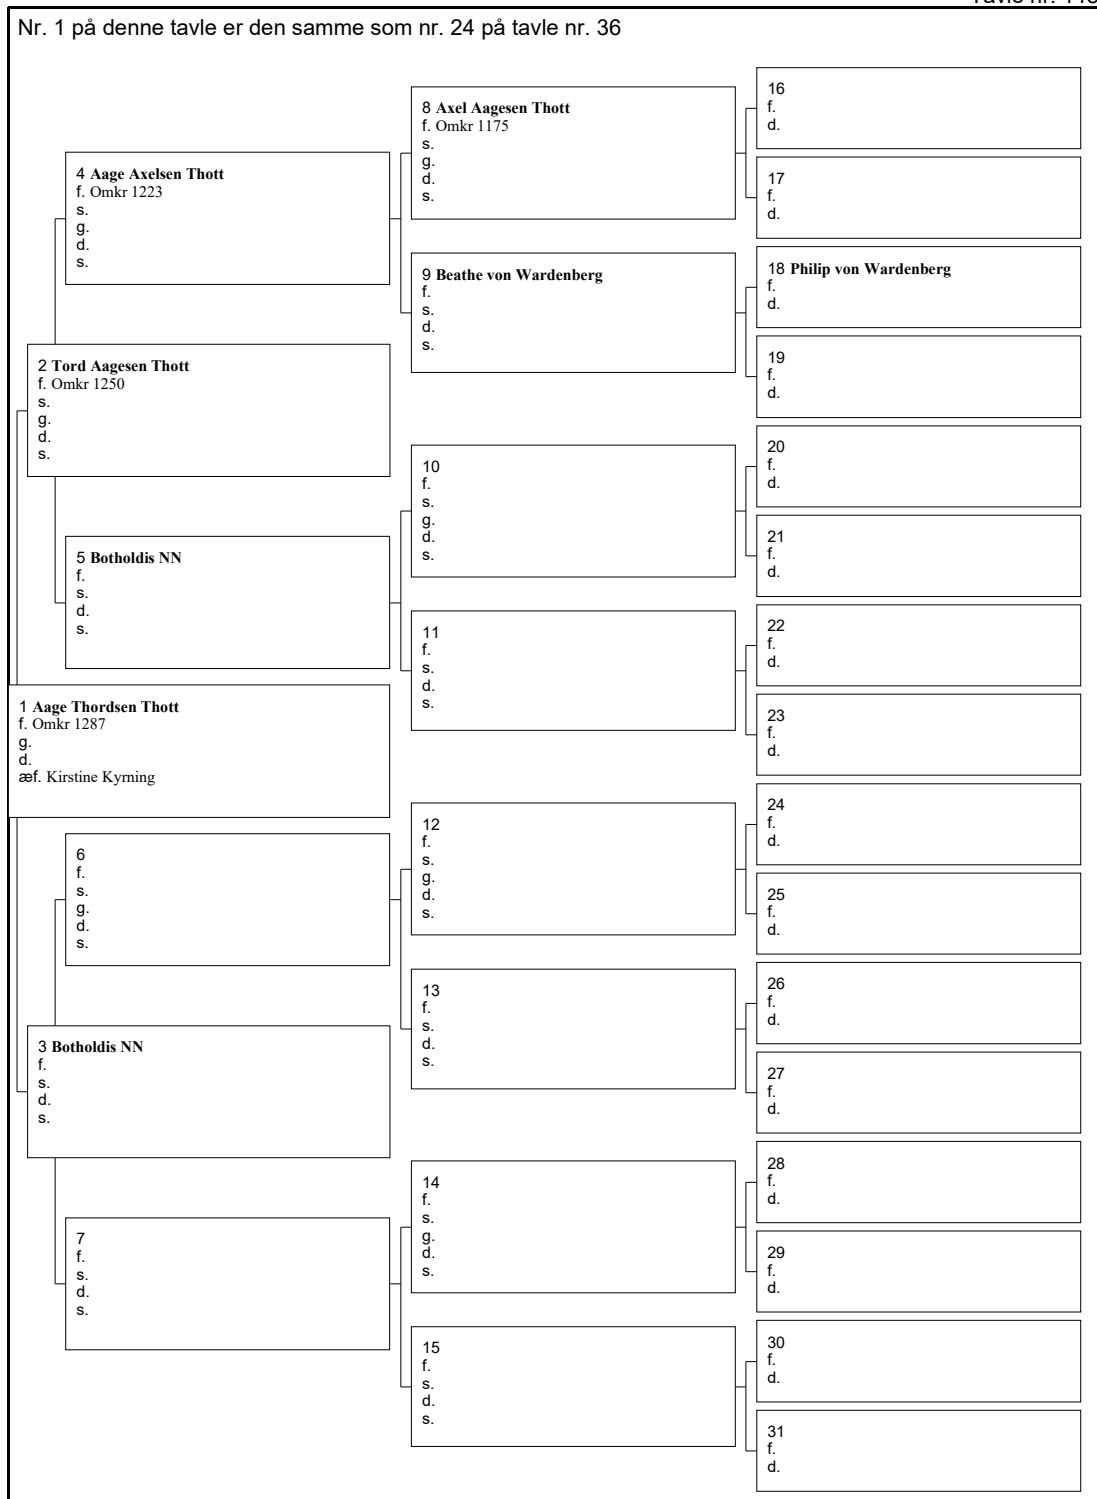 Nr. 1 på denne tavle er den samme som nr. 24 på tavle nr. 36
8 Axel Aagesen Thott
f. Omkr 1175
s.
g.
d.
s.
16
f.
d.
17
f.
d.
4 Aage Axelsen Thott
f. Omkr 1223
s.
g.
d.
s.
9 Beathe von Wardenberg
f.
s.
d.
s.
18 Philip von Wardenberg
f.
d.
19
f.
d.
2 Tord Aagesen Thott
f. Omkr 1250
s.
g.
d.
s.
10
f.
s.
g.
d.
s.
20
f.
d.
21
f.
d.
5 Botholdis NN
f.
s.
d.
s.
11
f.
s.
d.
s.
22
f.
d.
23
f.
d.
1 Aage Thordsen Thott
f. Omkr 1287
g.
d.
æf. Kirstine Kyrning
12
f.
s.
g.
d.
s.
24
f.
d.
25
f.
d.
6
f.
s.
g.
d.
s.
13
f.
s.
d.
s.
26
f.
d.
27
f.
d.
3 Botholdis NN
f.
s.
d.
s.
14
f.
s.
g.
d.
s.
28
f.
d.
29
f.
d.
7
f.
s.
d.
s.
15
f.
s.
d.
s.
30
f.
d.
31
f.
d.